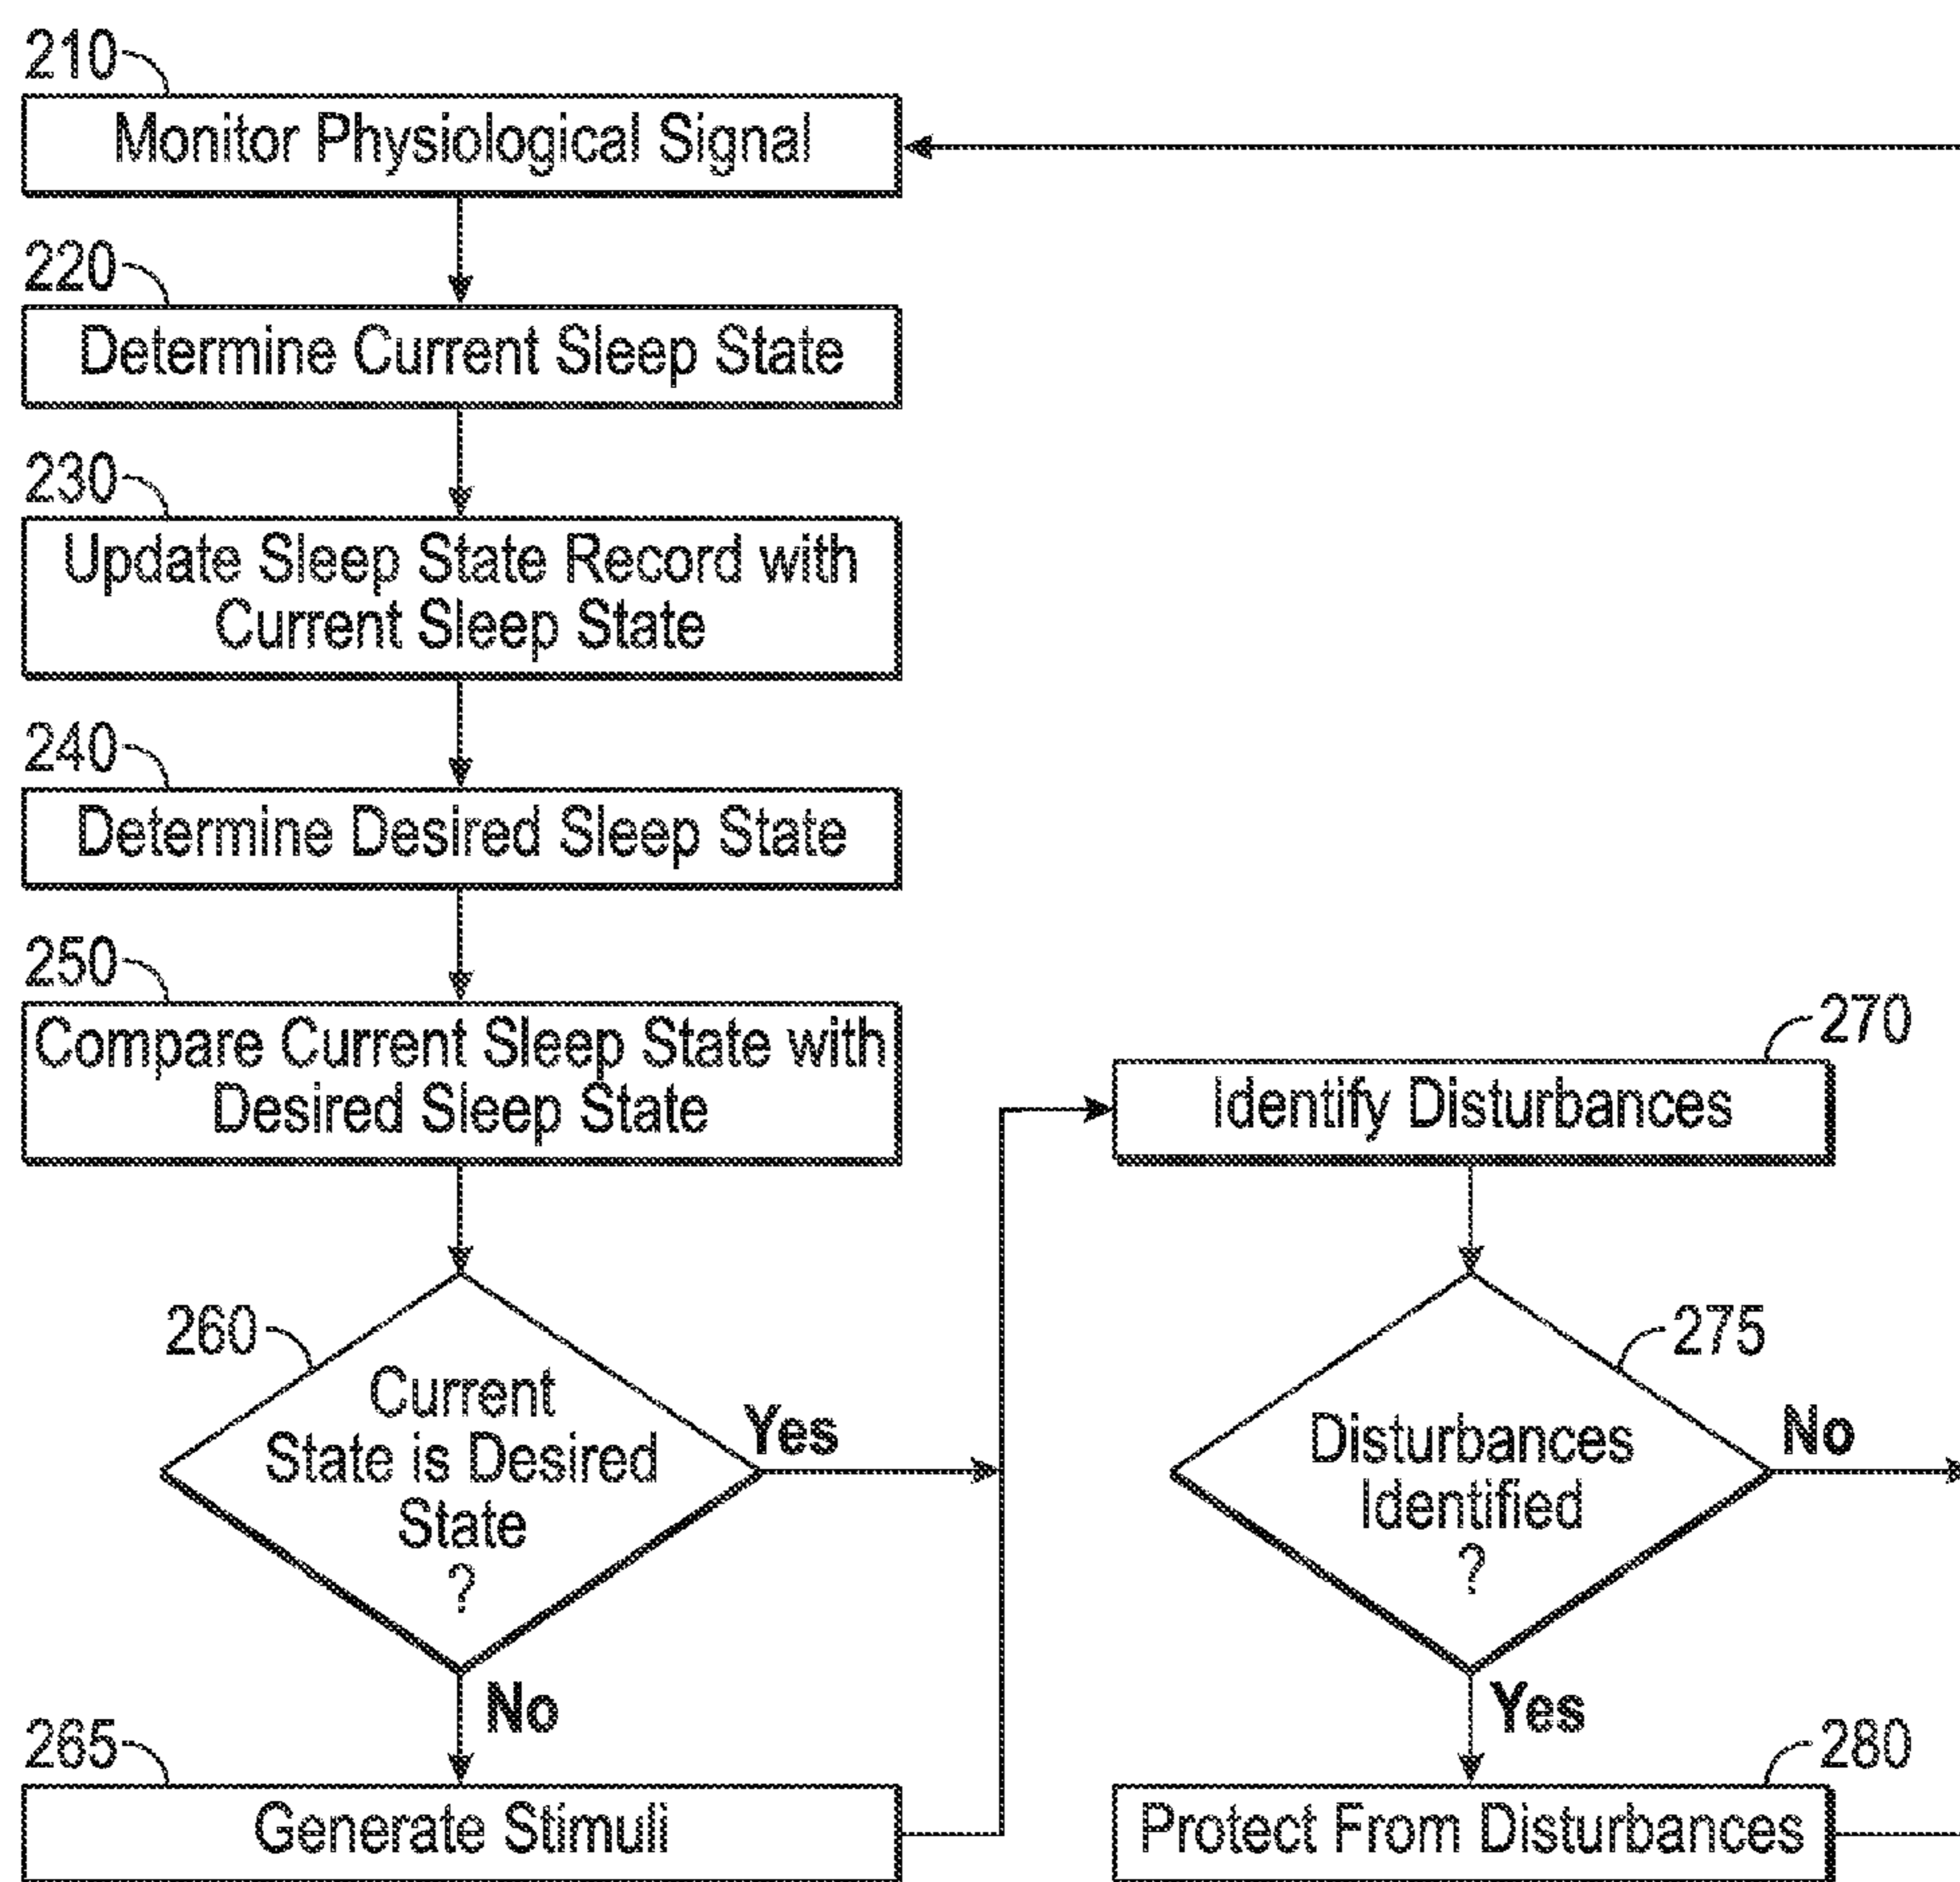 210
Monitor Physiological Signal
220
Determine Current Sleep State
230
Update Sleep State Record with
Current Sleep State
240
Determine Desired Sleep State
250
Compare Current Sleep State with
Desired Sleep State
260
Current
State is Desired
State
?
Yes
No
265
Generate Stimuli
270
Identify Disturbances
275
Disturbances
Identified
?
No
Yes
280
Protect From Disturbances